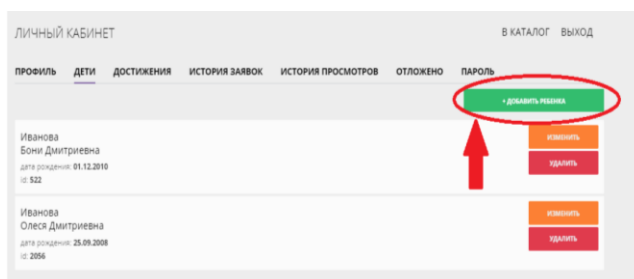 ЛИЧНЫЙ КАБИНЕТ В КАТАЛОГ ВЫХОД
ПРОФИЛЬ ДЕТИ ДОСТИЖЕНИЯ ИСТОРИЯ ЗАЯВОК ИСТОРИЯ ПРОСМОТРОВ ОТЛОЖЕНО ПАРОЛЬ
+ ДОБАВИТЬ РЕБЕНКА
Иванова
Бони Дмитриевна
дата рождения: 01.12.2010
id: 522
ИЗМЕНИТЬ
УДАЛИТЬ
Иванова
Олеся Дмитриевна
дата рождения: 25.09.2008
id: 2056
ИЗМЕНИТЬ
УДАЛИТЬ